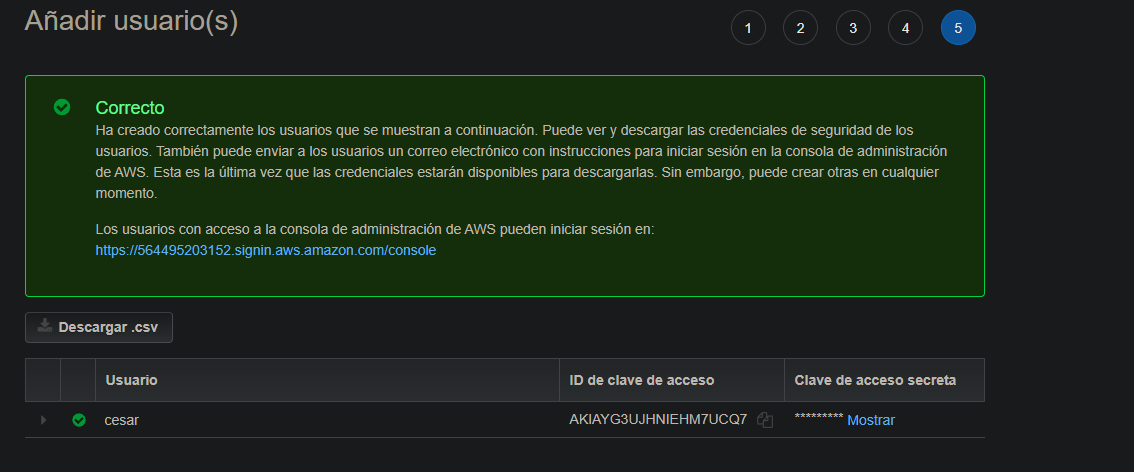 Añadir usuario(s)
1 2 3 4 5
Correcto
Ha creado correctamente los usuarios que se muestran a continuación. Puede ver y descargar las credenciales de seguridad de los
usuarios. También puede enviar a los usuarios un correo electrónico con instrucciones para iniciar sesión en la consola de administración
de AWS. Esta es la última vez que las credenciales estarán disponibles para descargarlas. Sin embargo, puede crear otras en cualquier
momento.
Los usuarios con acceso a la consola de administración de AWS pueden iniciar sesión en:
https://564495203152.signin.aws.amazon.com/console
Descargar .csv
Usuario ID de clave de acceso Clave de acceso secreta
cesar AKIAYG3UJHNIEHM7UCQ7 ********* Mostrar